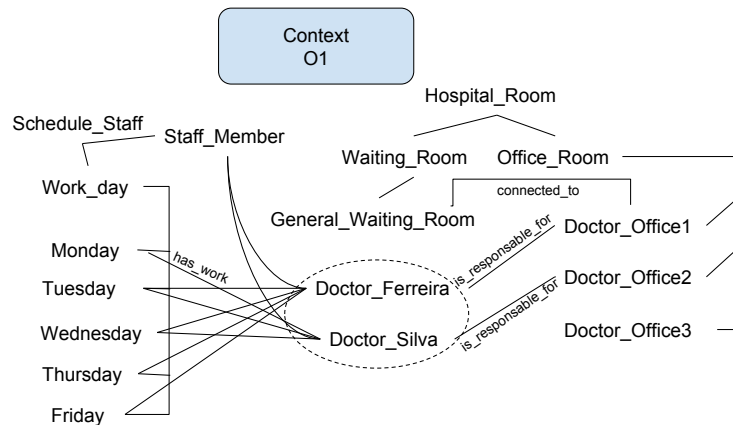 Context
O1
Hospital_Room
Schedule_Staff
Staff_Member
Waiting_Room
Office_Room
connected_to
Work_day
General_Waiting_Room
Doctor_Office1
Monday
has_work
is_responsable_for
Tuesday
Doctor_Ferreira
Doctor_Office2
Wednesday
Doctor_Silva
is_responsable_for
Doctor_Office3
Thursday
Friday